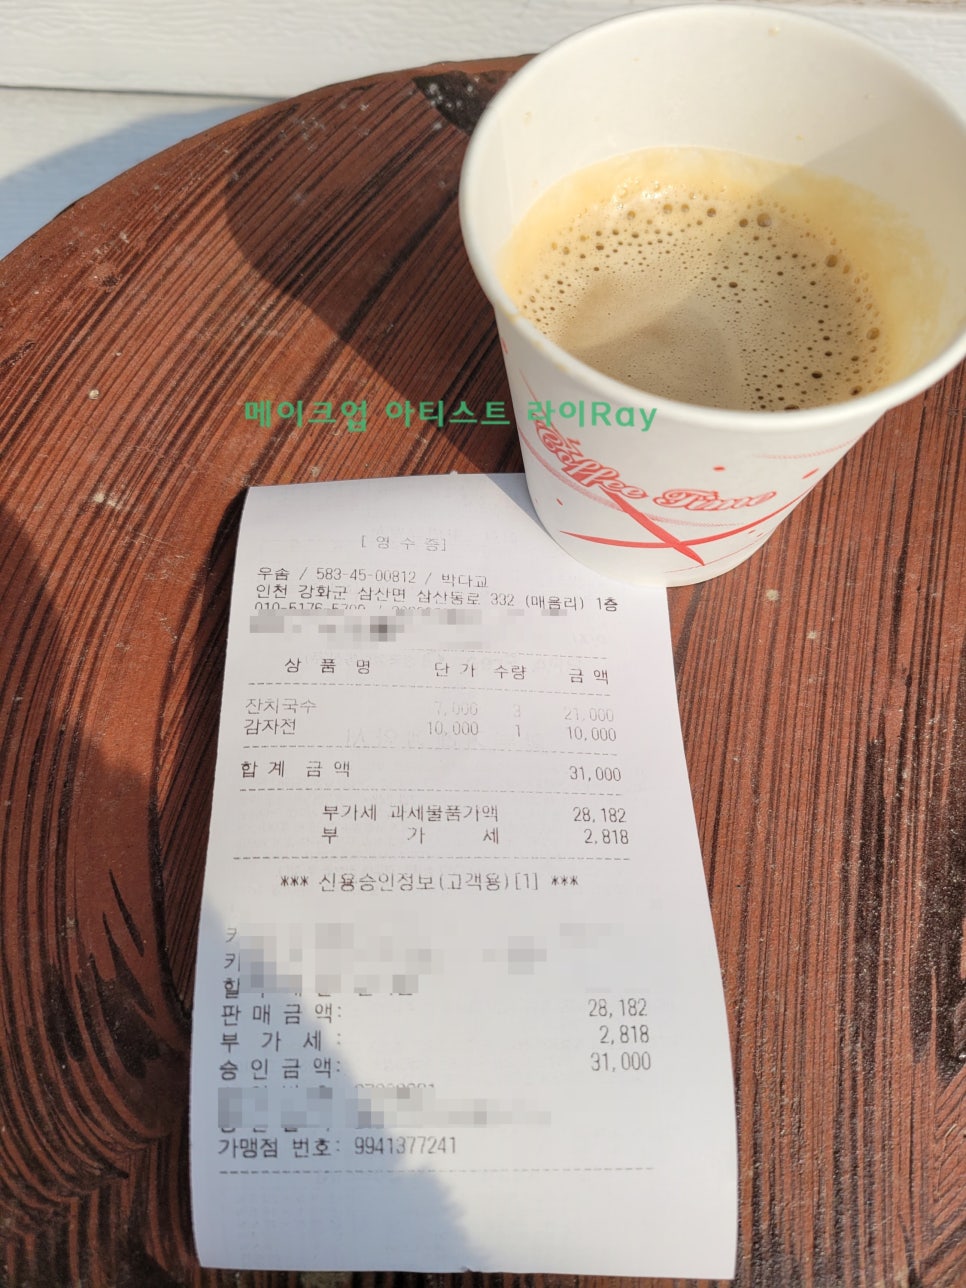 메이크업 아티스트 라이Ray
Coffee Time
[ 영 수 증]
우솜 / 583-45-00812 / 박다교
인천 강화군 삼산면 삼산동로 332 (매음리) 1층
상 품 명 단 가 수량 금 액
잔치국수 7,000 3 21,000
감자전 10,000 1 10,000
합 계 금 액 31,000
부가세 과세물품가액 28,182
부 가 세 2,818
*** 신용승인정보(고객용)[1] ***
판 매 금 액: 28,182
부 가 세 : 2,818
승 인 금 액: 31,000
가맹점 번호: 9941377241